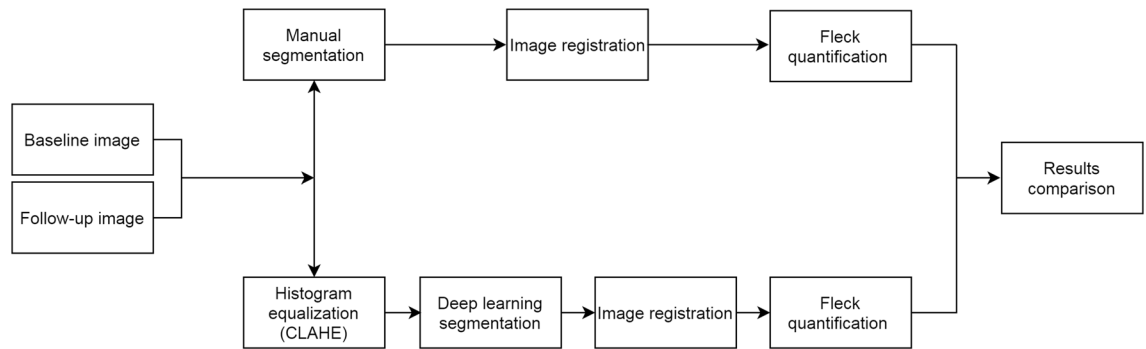 Manual
segmentation
Image registration
Fleck
quantification
Baseline image
Follow-up image
Results
comparison
Histogram
equalization
(CLAHE)
Deep learning
segmentation
Image registration
Fleck
quantification